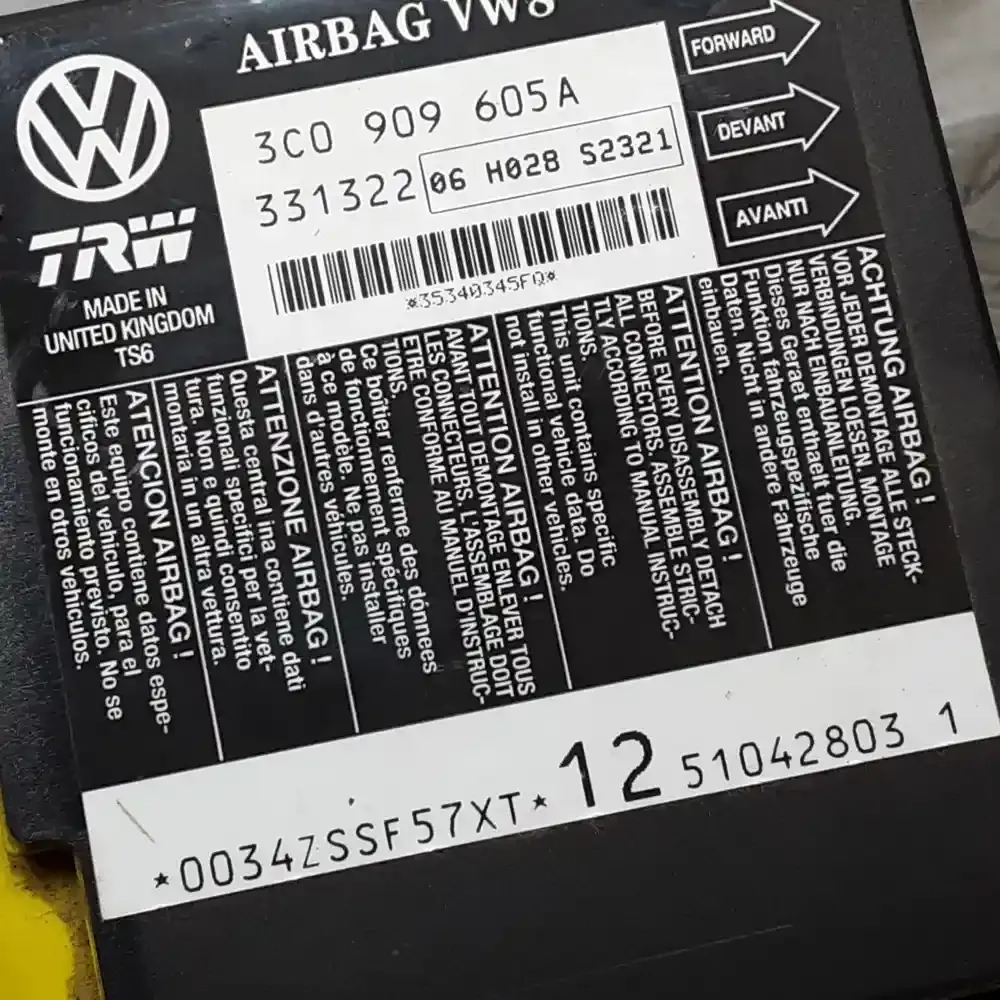 AIRBAG VW8
3C0 909 605A
331322 06 H028 S2321
*35340345FQ*
FORWARD
DEVANT
AVANTI
TRW
MADE IN
UNITED KINGDOM
TS6
ACHTUNG AIRBAG!
VOR JEDER DEMONTAGE ALLE STECK-
VERBINDUNGEN LOESEN. MONTAGE
NUR NACH EINBAUANLEITUNG.
Dieses Geraet enthaelt fuer die
Funktion fahrzeugspezifische
Daten. Nicht in andere Fahrzeuge
einbauen.
ATTENTION AIRBAG!
BEFORE EVERY DISASSEMBLY DETACH
ALL CONNECTORS. ASSEMBLE STRIC-
TLY ACCORDING TO MANUAL INSTRUC-
TIONS.
This unit contains specific
functional vehicle data. Do
not install in other vehicles.
ATTENTION AIRBAG!
AVANT TOUT DEMONTAGE ENLEVER TOUS
LES CONNECTEURS. L'ASSEMBLAGE DOIT
ETRE CONFORME AU MANUEL D'INSTRUC-
TIONS.
Ce boîtier renferme des dónees
de fonctionnement spécifiques
à ce modèle. Ne pas installer
dans d'autres véhicules.
ATTENZIONE AIRBAG!
Questa central ina contiene dati
funzionali specifici per la vet-
tura. Non e quindi consentito
montaria in un altra vettura.
ATENCION AIRBAG!
Este equipo contiene datos espe-
cificos del vehiculo, para el
funcionamiento previsto. No se
monte en otros vehiculos.
*0034ZSSF57XT* 12 51042803 1